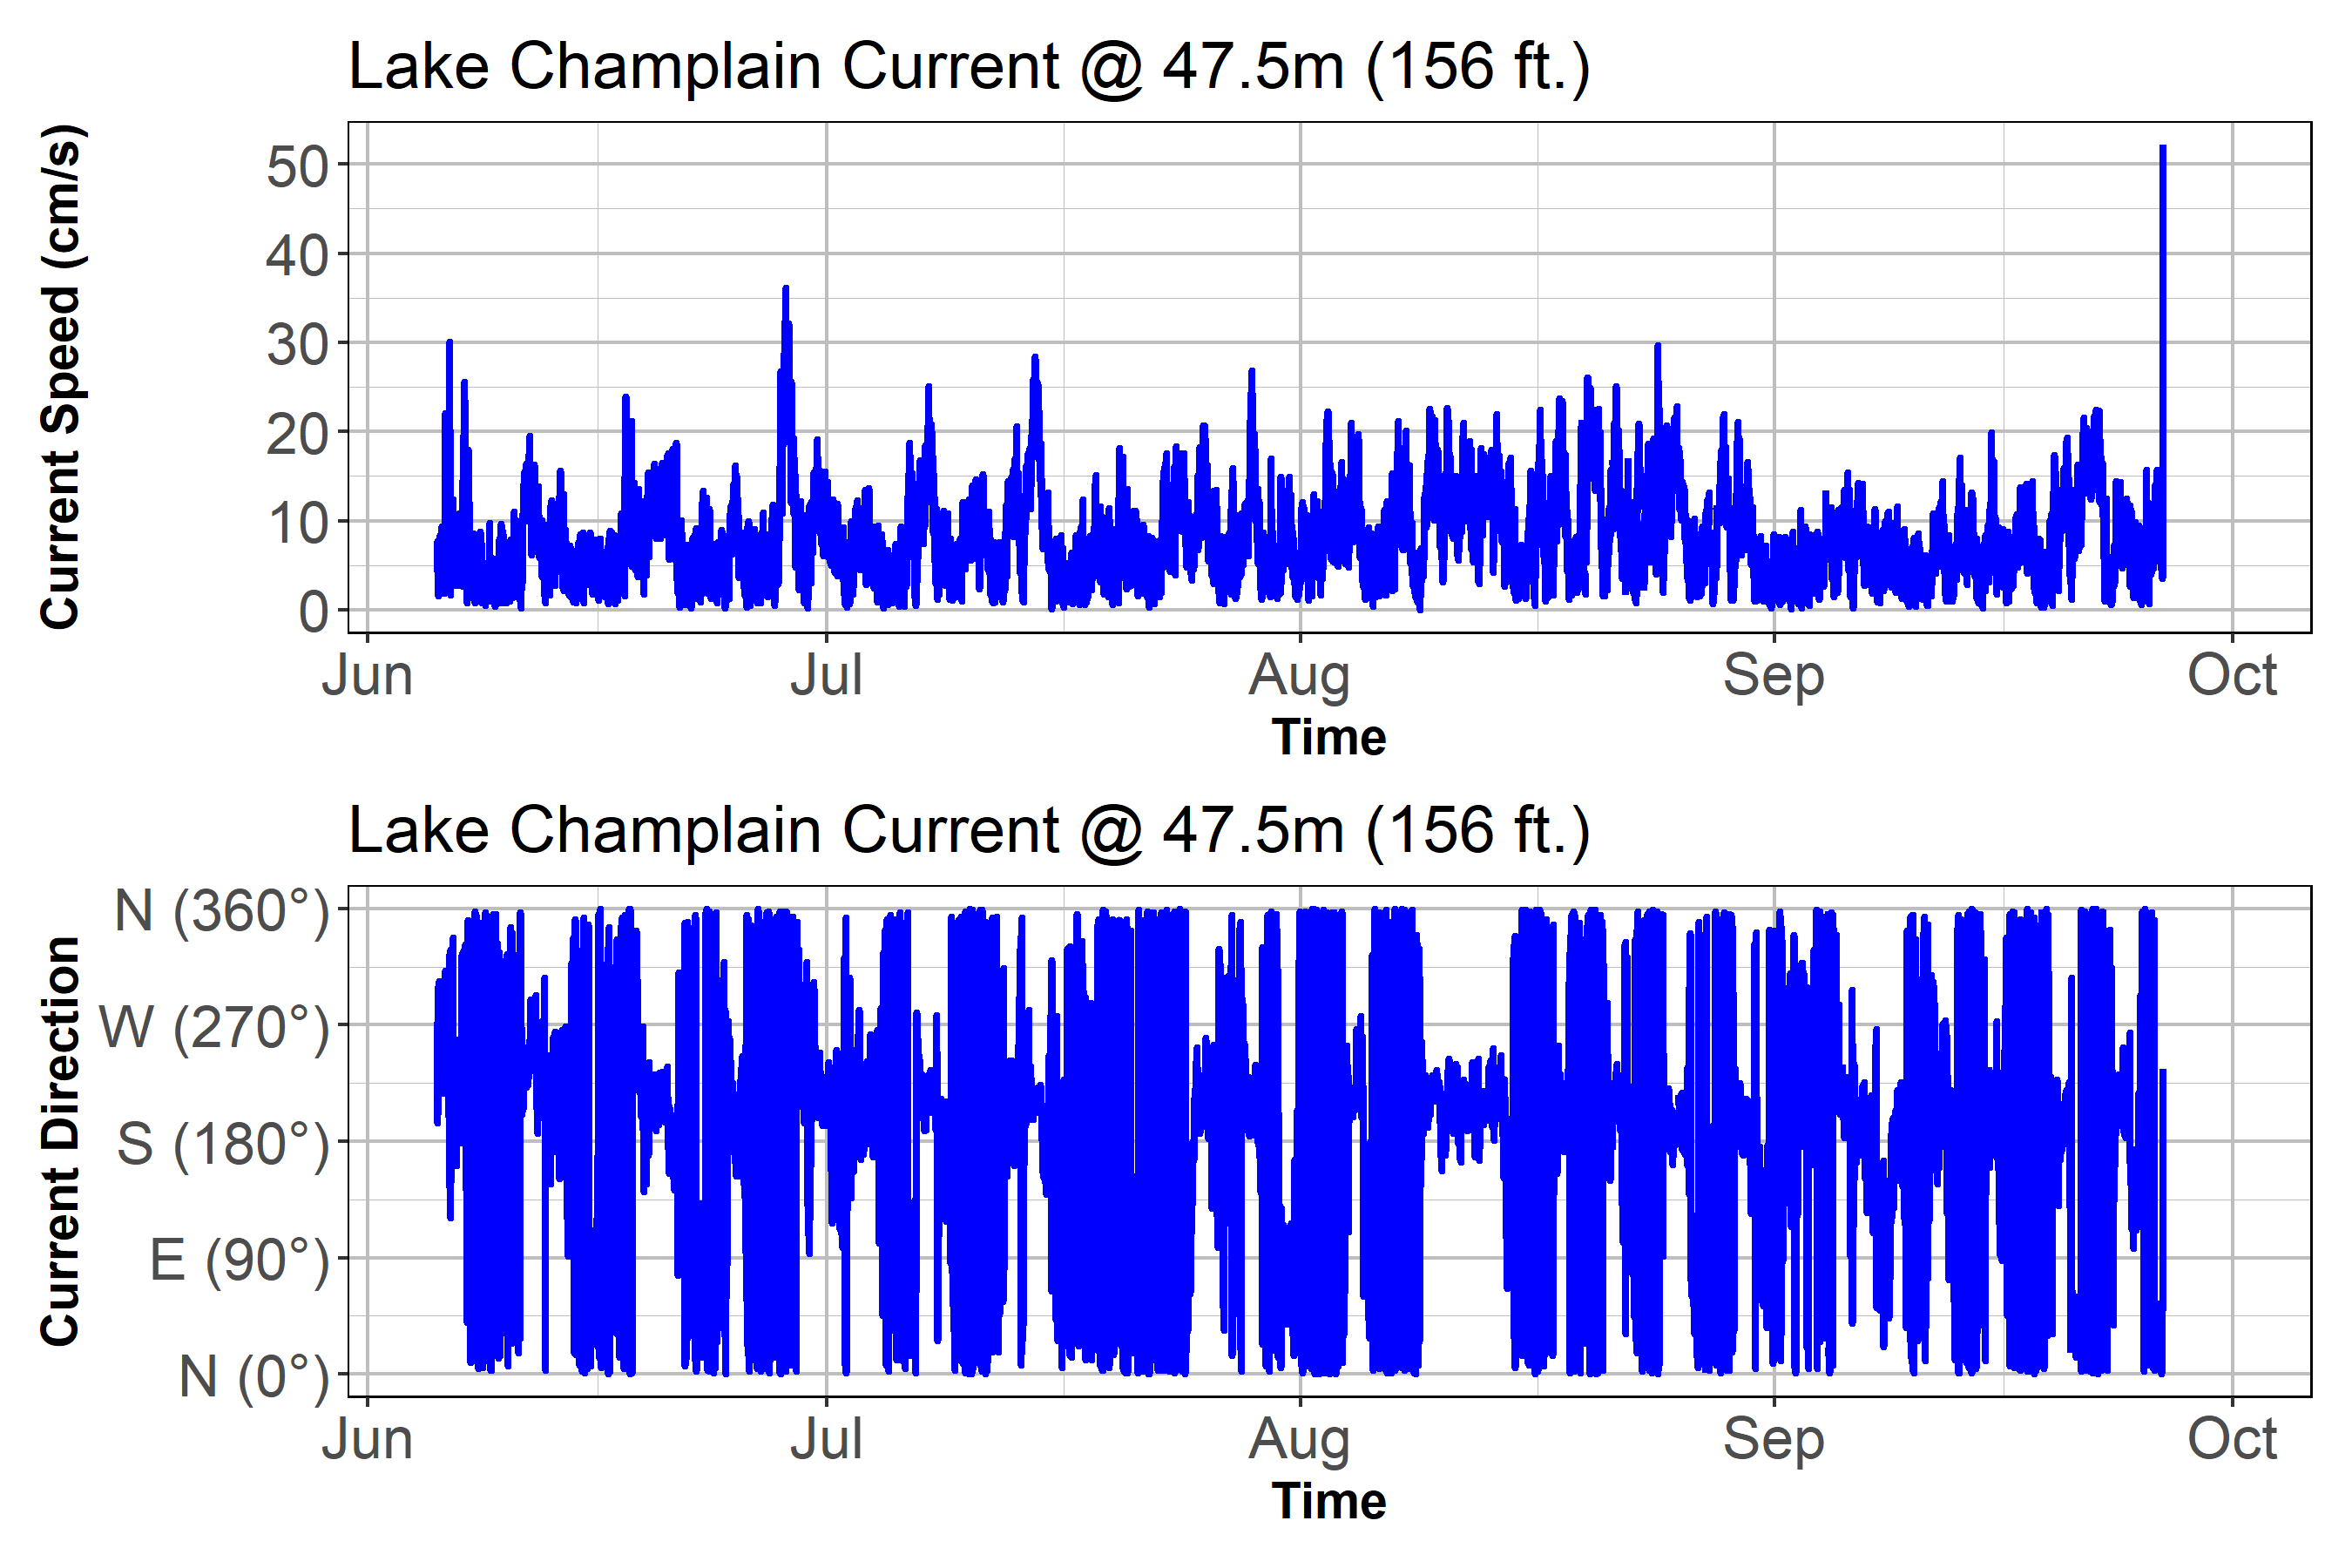 Lake Champlain Current @ 47.5m (156 ft.)
Current Speed (cm/s)
50
40
30
20
10
0
Jun Jul Aug Sep Oct
Time
Lake Champlain Current @ 47.5m (156 ft.)
Current Direction
N (360°)
W (270°)
S (180°)
E (90°)
N (0°)
Jun Jul Aug Sep Oct
Time